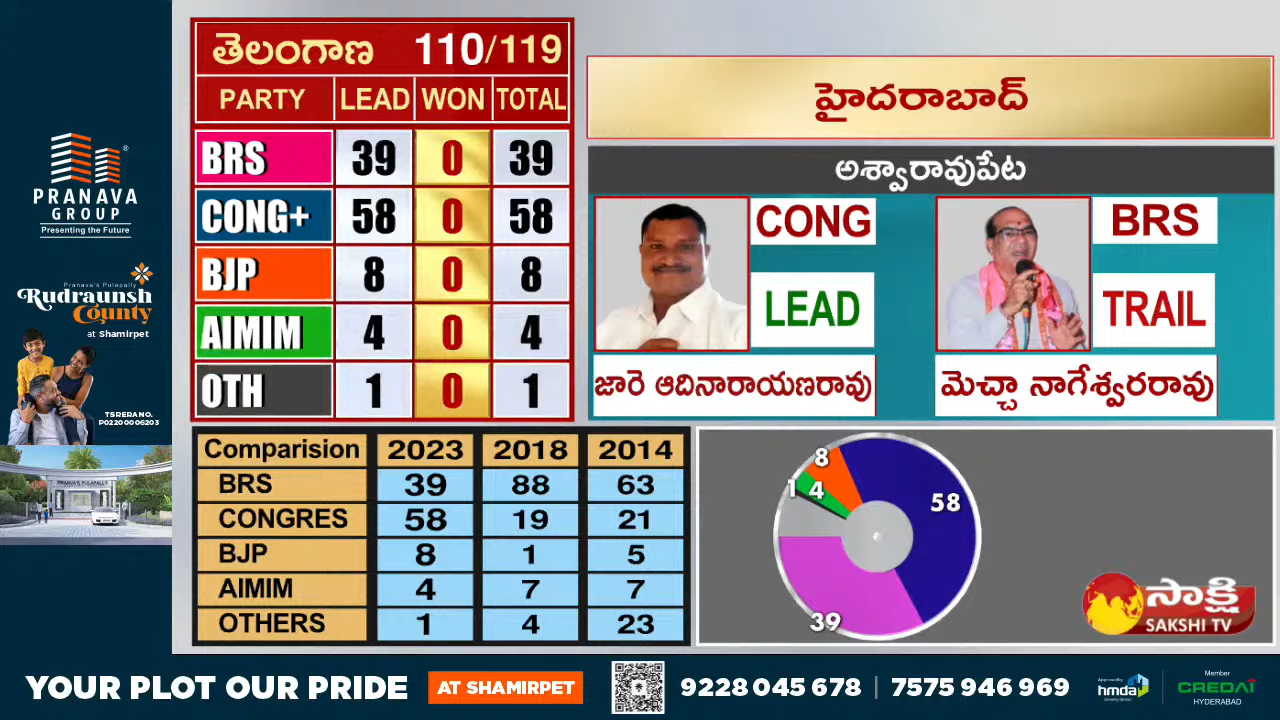 PRANAVA
GROUP
Presenting the Future
Pranava's Pulapally
Rudraunsh
County
at Shamirpet
TSRERANO.
P02200006203
తెలంగాణ 110/119
PARTY LEAD WON TOTAL
BRS 39 0 39
CONG+ 58 0 58
BJP 8 0 8
AIMIM 4 0 4
OTH 1 0 1
హైదరాబాద్
అశ్వారావుపేట
CONG
LEAD
జారె ఆదినారాయణరావు
BRS
TRAIL
మెచ్చా నాగేశ్వరరావు
Comparision 2023 2018 2014
BRS 39 88 63
CONGRES 58 19 21
BJP 8 1 5
AIMIM 4 7 7
OTHERS 1 4 23
8
1 4
58
39
సాక్షి
SAKSHI TV
YOUR PLOT OUR PRIDE AT SHAMIRPET 9228 045 678 | 7575 946 969
hmda
Member
CREDAI
HYDERABAD